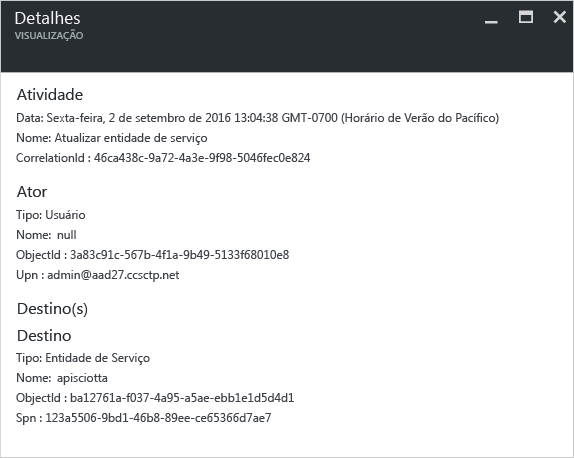 Detalhes
VISUALIZAÇÃO
Atividade
Data: Sexta-feira, 2 de setembro de 2016 13:04:38 GMT-0700 (Horário de Verão do Pacífico)
Nome: Atualizar entidade de serviço
CorrelationId : 46ca438c-9a72-4a3e-9f98-5046fec0e824
Ator
Tipo: Usuário
Nome: null
ObjectId : 3a83c91c-567b-4f1a-9b49-5133f68010e8
Upn : admin@aad27.ccsctp.net
Destino(s)
Destino
Tipo: Entidade de Serviço
Nome: apisciotta
ObjectId : ba12761a-f037-4a95-a5ae-ebb1e1d5d4d1
Spn : 123a5506-9bd1-46b8-89ee-ce65366d7ae7